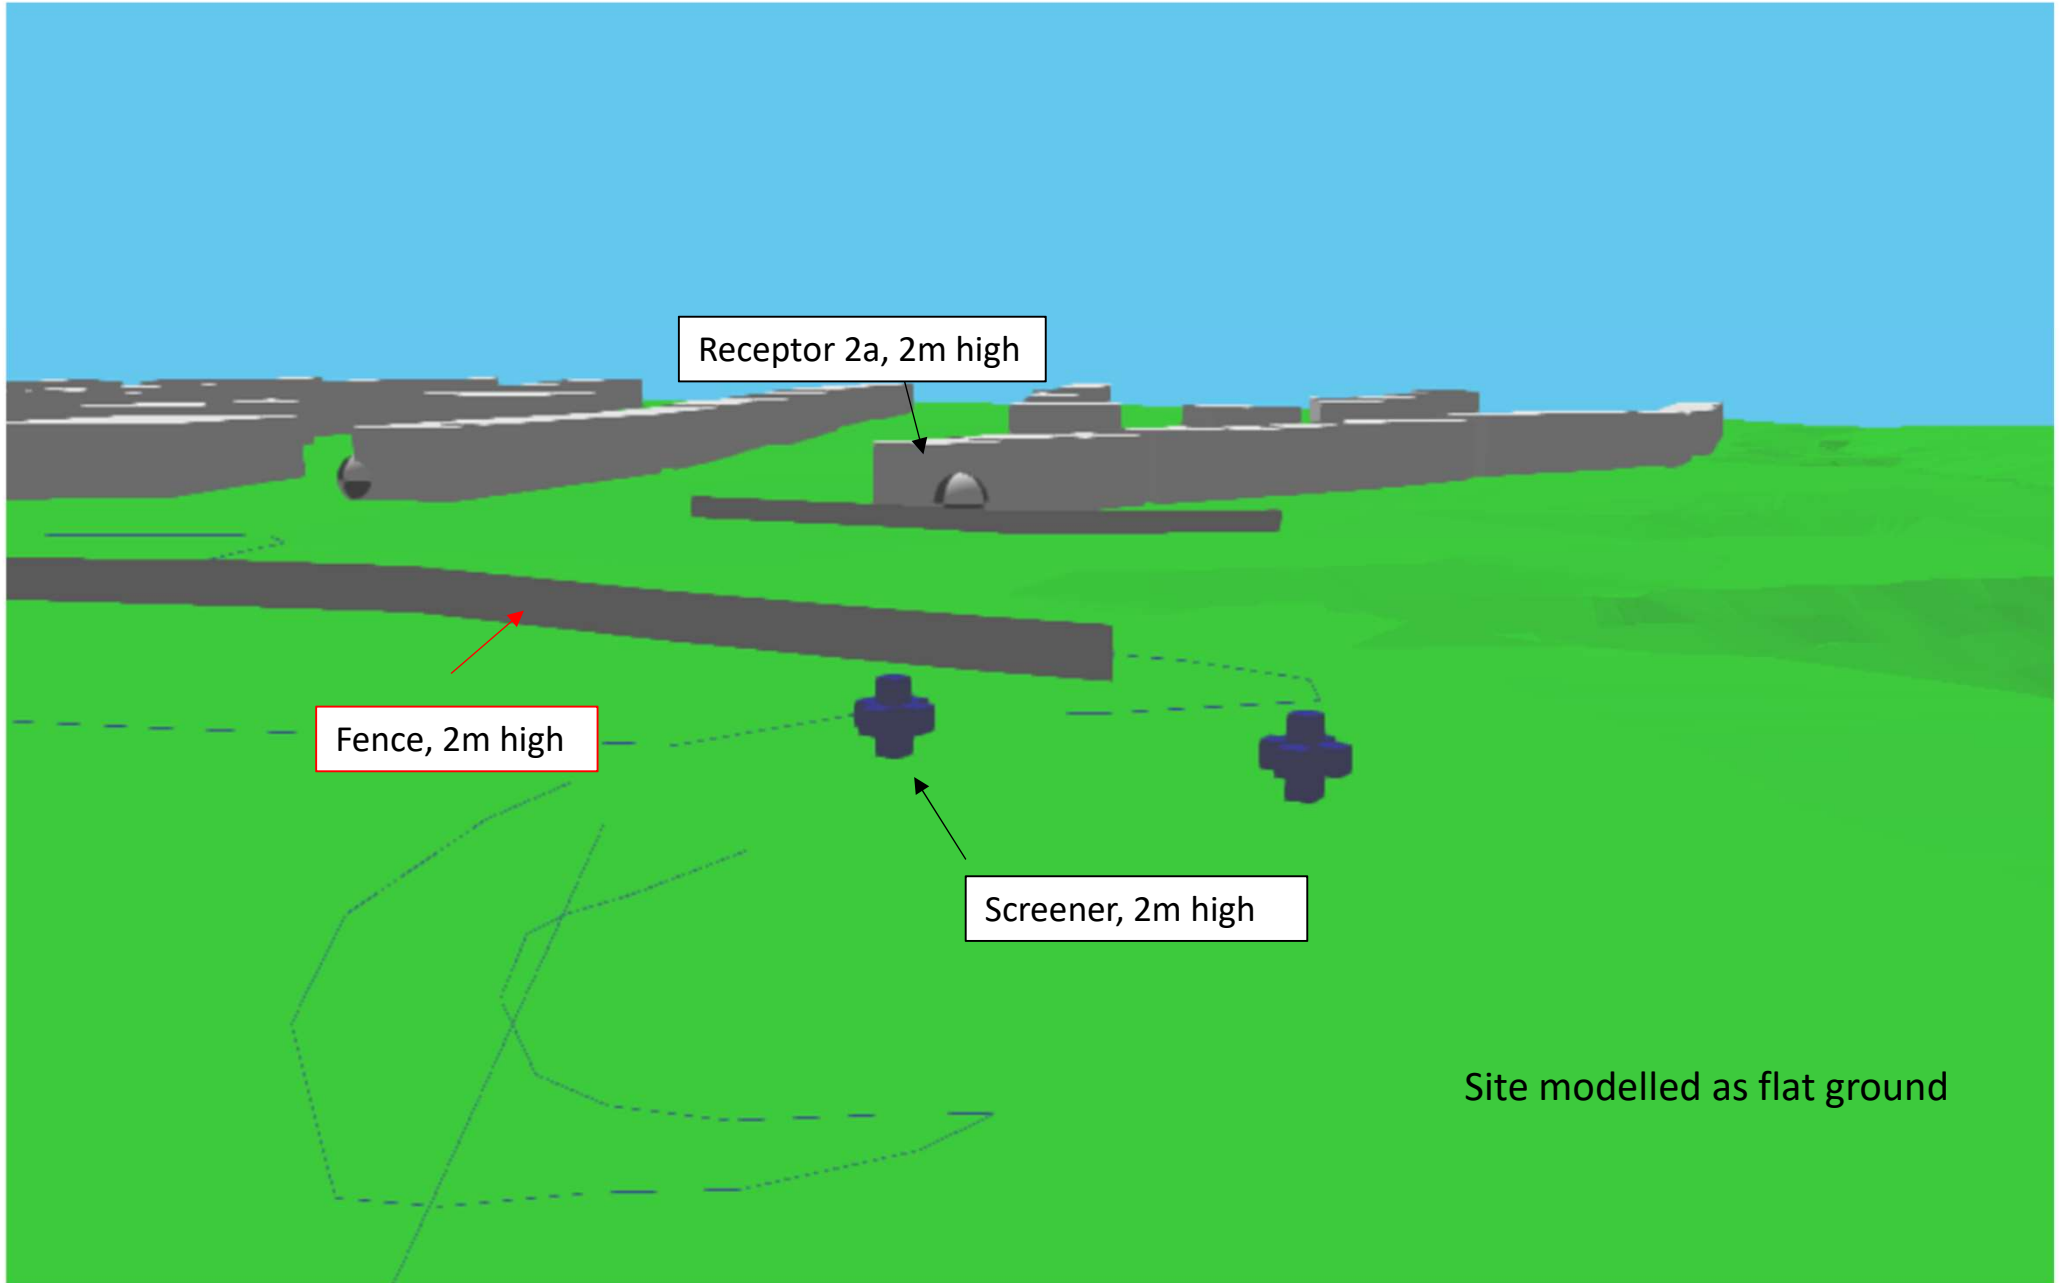 Receptor 2a, 2m high
Fence, 2m high
Screener, 2m high
Site modelled as flat ground